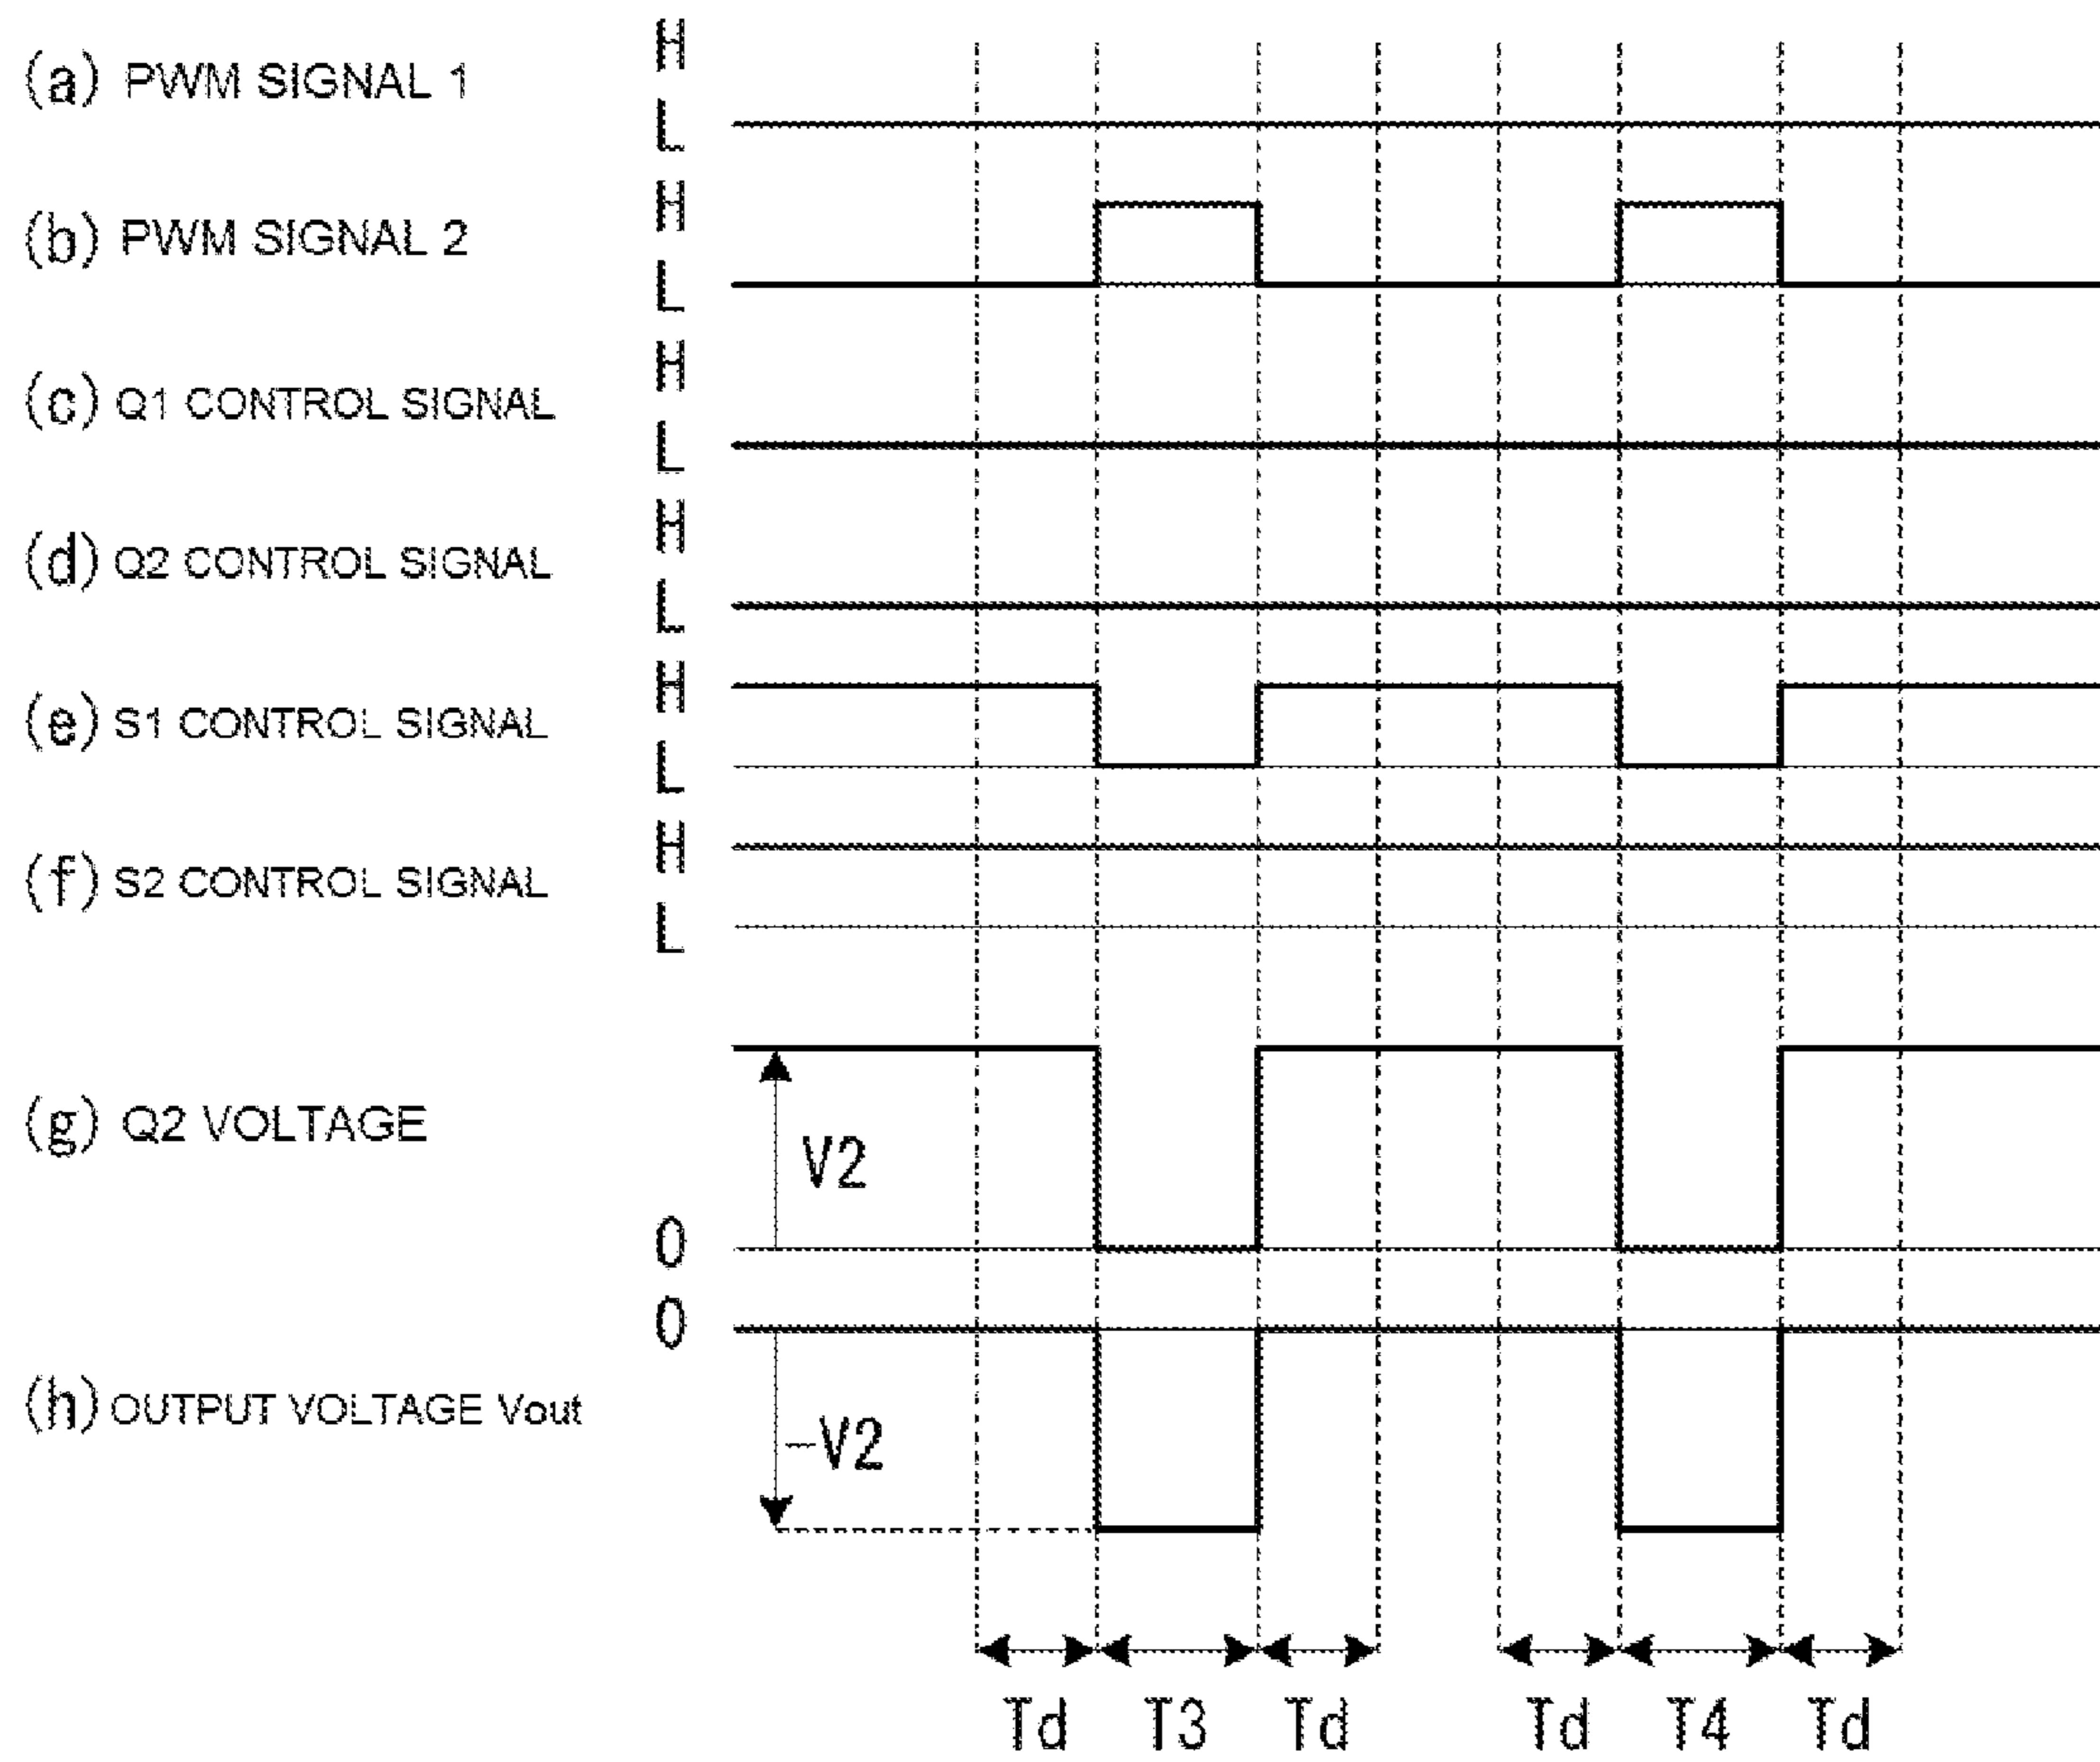 (a) PWM SIGNAL 1
H
L
(b) PWM SIGNAL 2
H
L
(c) Q1 CONTROL SIGNAL
H
L
(d) Q2 CONTROL SIGNAL
H
L
(e) S1 CONTROL SIGNAL
H
L
(f) S2 CONTROL SIGNAL
H
L
(g) Q2 VOLTAGE
V2
0
0
(h) OUTPUT VOLTAGE Vout
-V2
Td T3 Td Td T4 Td